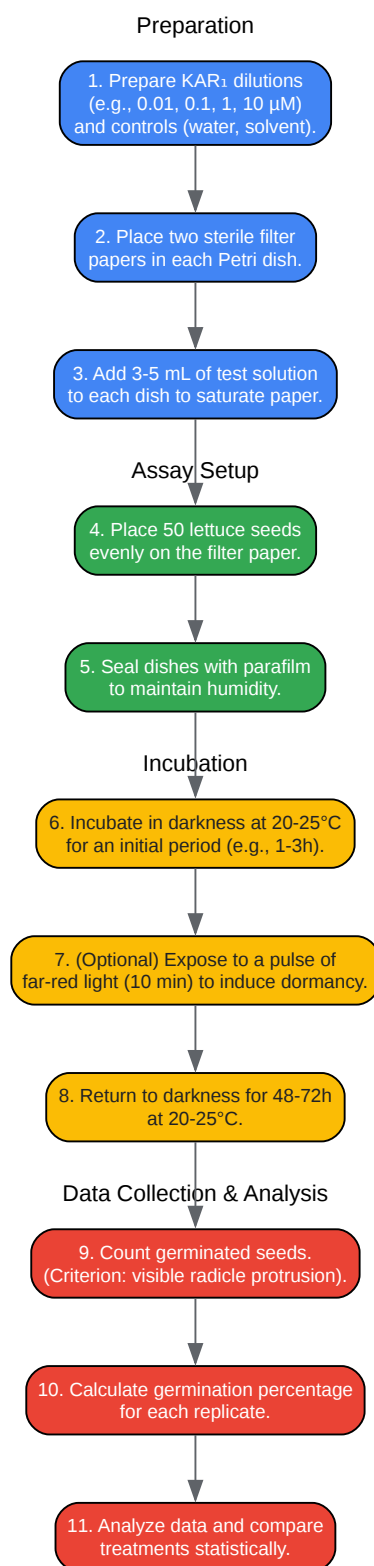 Preparation
1. Prepare KAR₁ dilutions
(e.g., 0.01, 0.1, 1, 10 µM)
and controls (water, solvent).
2. Place two sterile filter
papers in each Petri dish.
3. Add 3-5 mL of test solution
to each dish to saturate paper.
Assay Setup
4. Place 50 lettuce seeds
evenly on the filter paper.
5. Seal dishes with parafilm
to maintain humidity.
Incubation
6. Incubate in darkness at 20-25°C
for an initial period (e.g., 1-3h).
7. (Optional) Expose to a pulse of
far-red light (10 min) to induce dormancy.
8. Return to darkness for 48-72h
at 20-25°C.
Data Collection & Analysis
9. Count germinated seeds.
(Criterion: visible radicle protrusion).
10. Calculate germination percentage
for each replicate.
11. Analyze data and compare
treatments statistically.